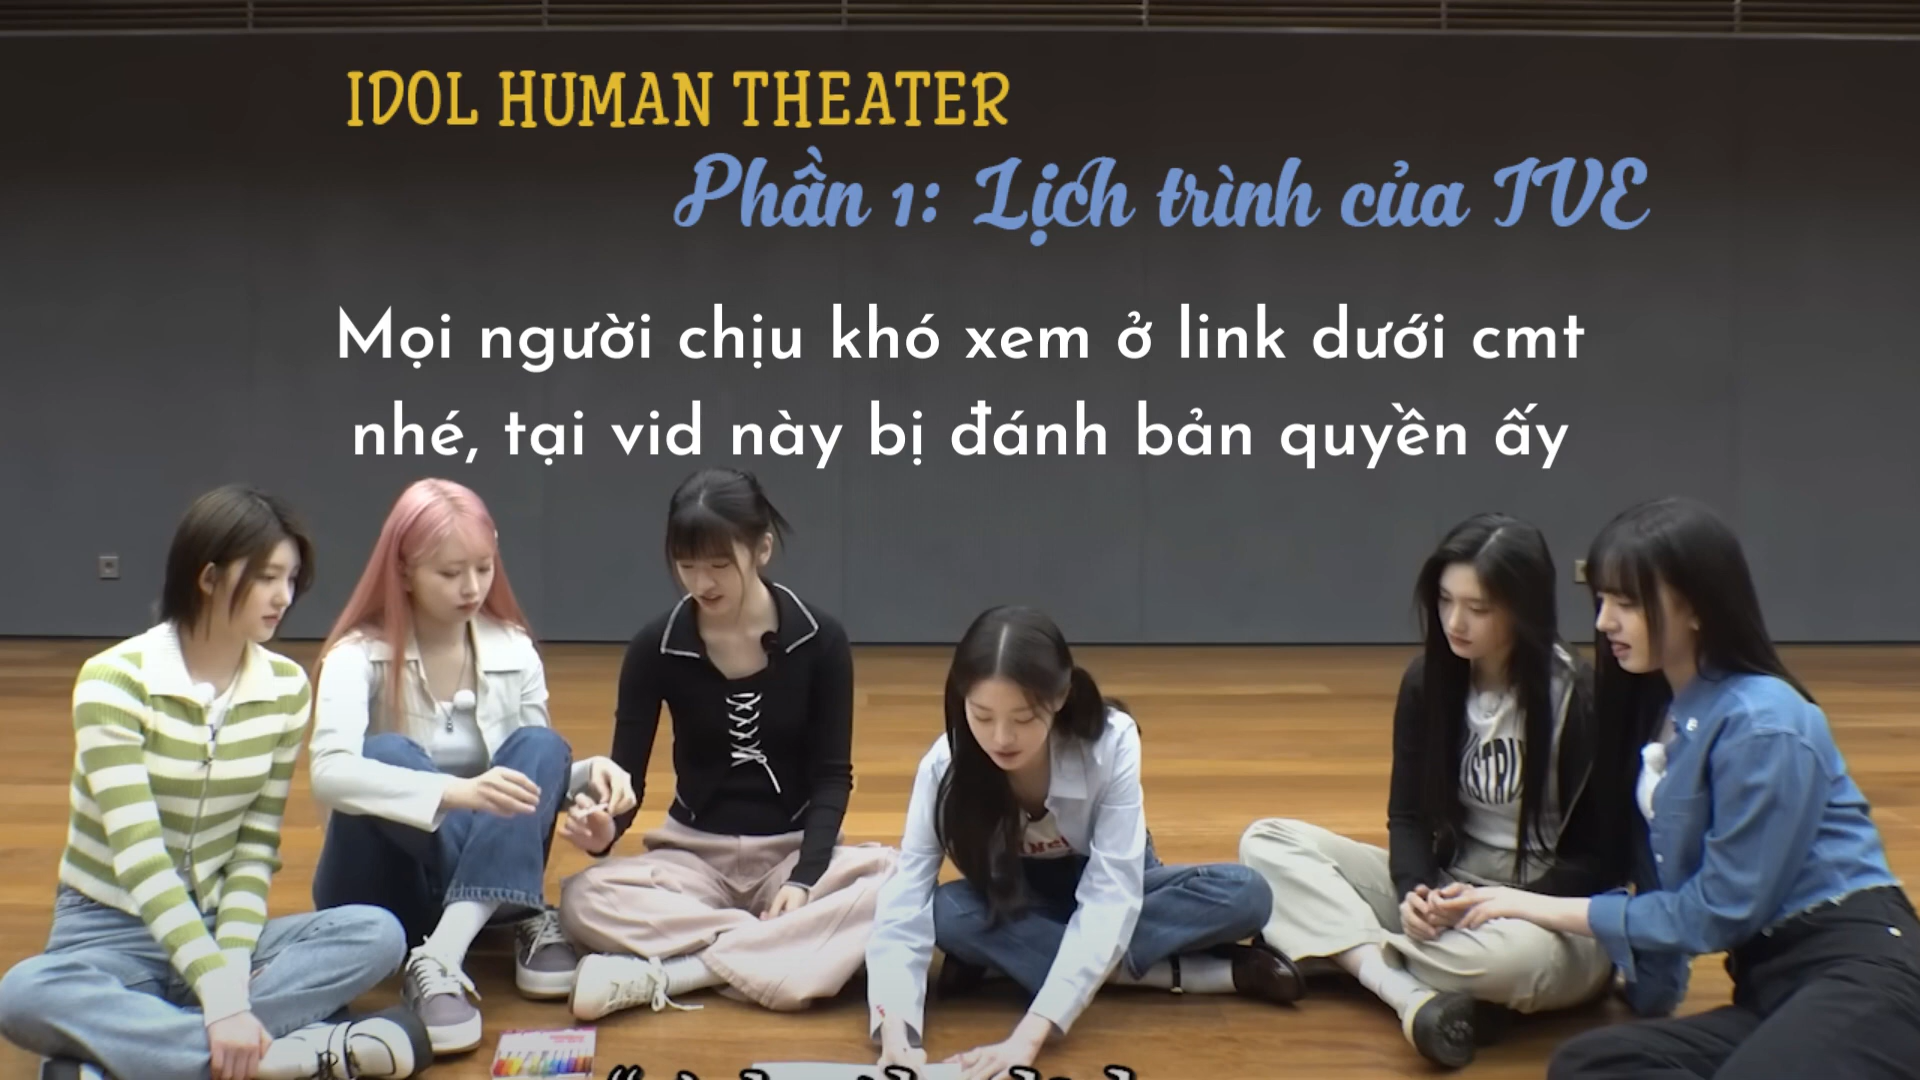 IDOL HUMAN THEATER
Phần 1: Lịch trình của IVE
Mọi người chịu khó xem ở link dưới cmt
nhé, tại vid này bị đánh bản quyền ấy